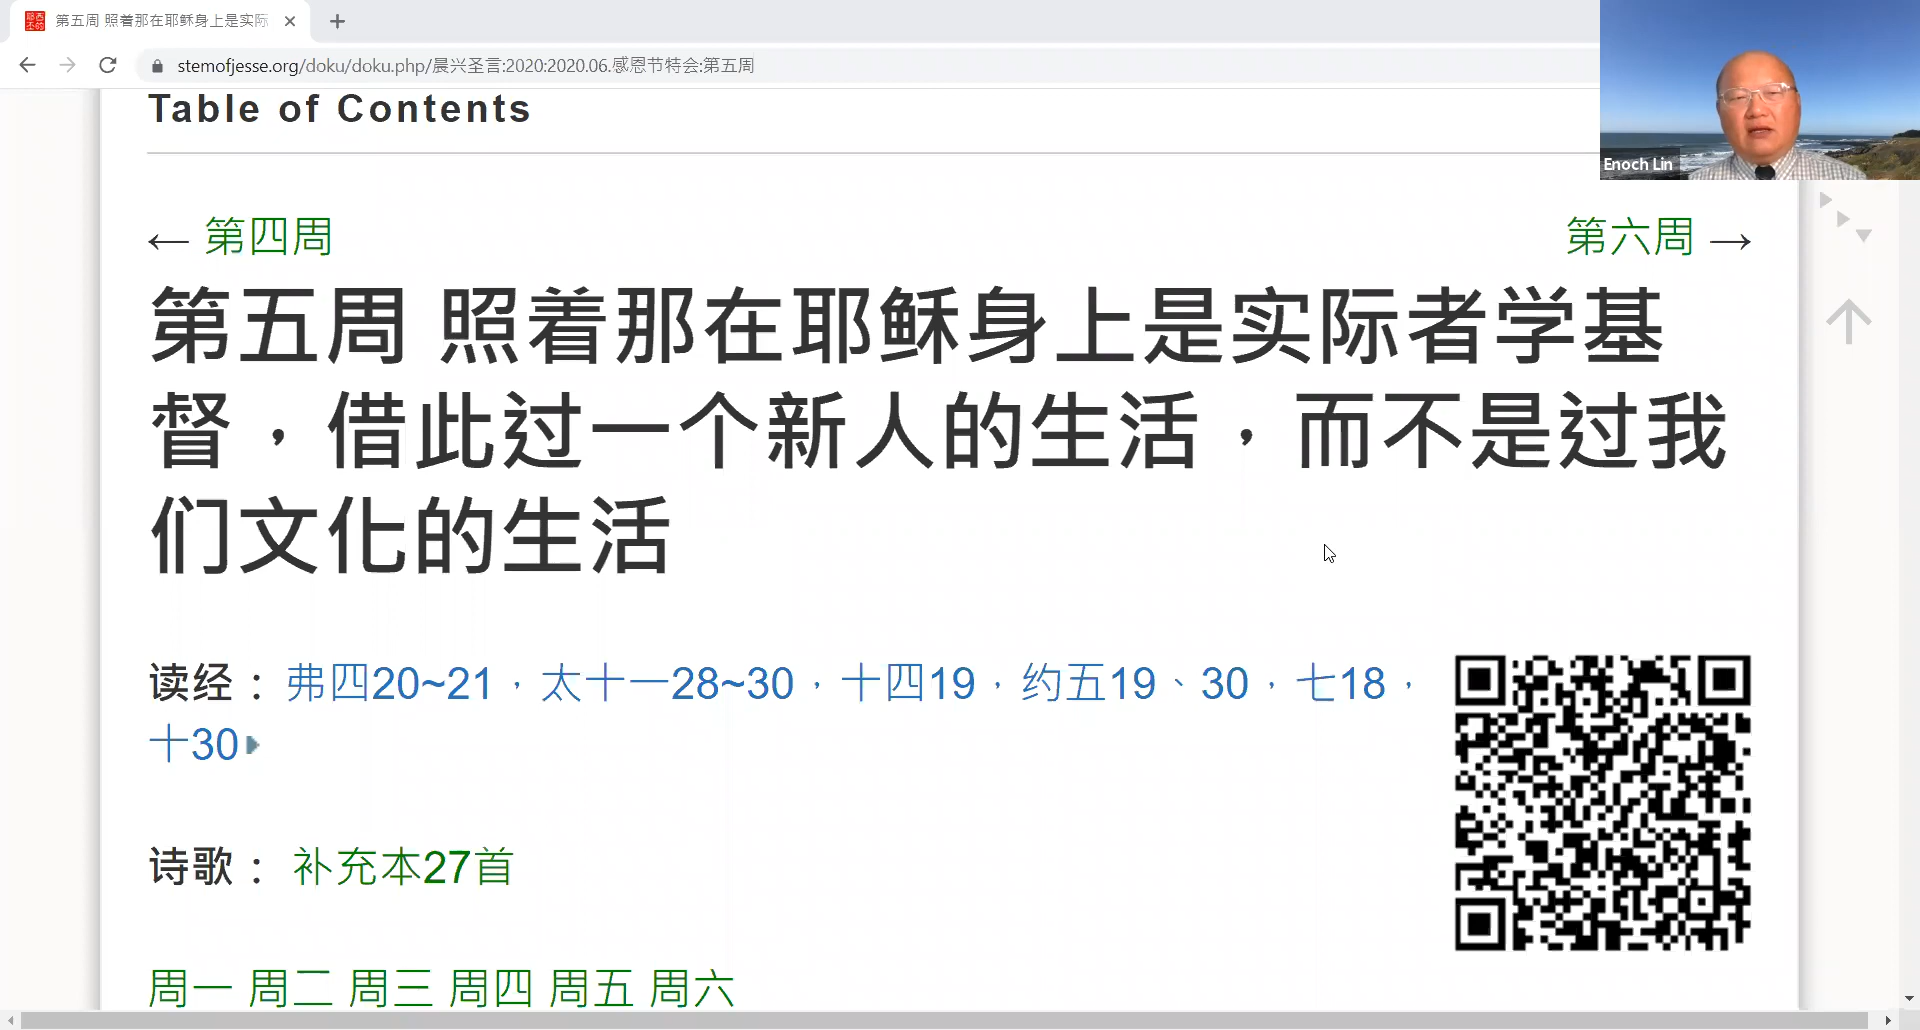 第五周 照着那在耶稣身上是实际
stemofjesse.org/doku/doku.php/晨兴圣言:2020:2020.06.感恩节特会:第五周
Enoch Lin
Table of Contents
← 第四周
第六周 →
第五周 照着那在耶稣身上是实际者学基
督，借此过一个新人的生活，而不是过我
们文化的生活
读经： 弗四20~21，太十一28~30，十四19，约五19、30，七18，
十30
诗歌： 补充本27首
周一 周二 周三 周四 周五 周六